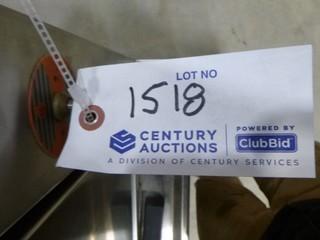 LOT NO
1518
CENTURY AUCTIONS POWERED BY ClubBid
A DIVISION OF CENTURY SERVICES